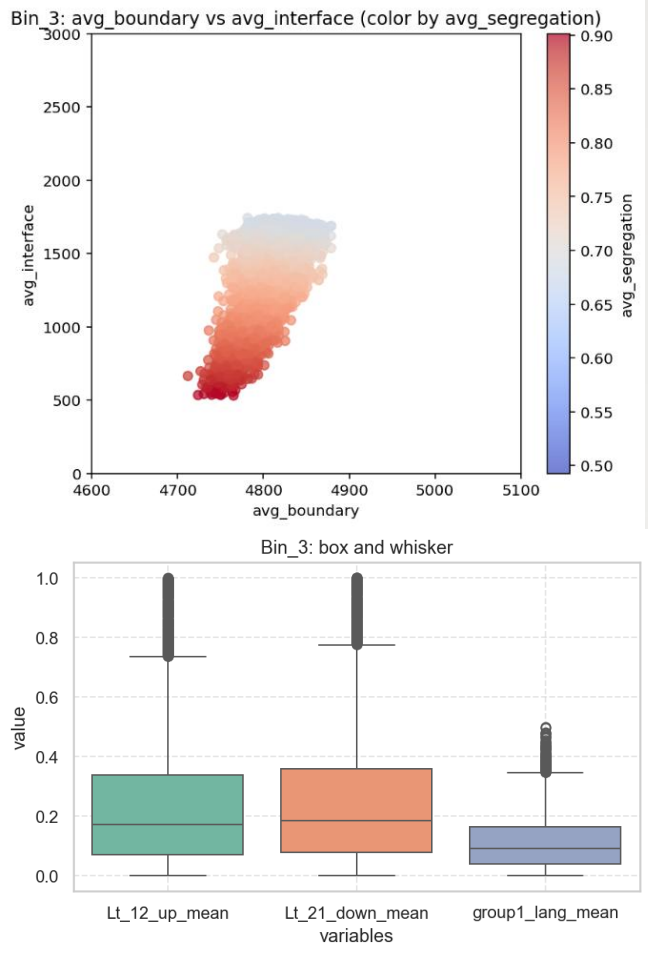 Bin_3: avg_boundary vs avg_interface (color by avg_segregation)
3000
2500
2000
1500
1000
500
0
avg_interface
4600 4700 4800 4900 5000 5100
avg_boundary
0.90
0.85
0.80
0.75
0.70
0.65
0.60
0.55
0.50
avg_segregation
Bin_3: box and whisker
1.0
0.8
0.6
0.4
0.2
0.0
value
Lt_12_up_mean Lt_21_down_mean group1_lang_mean
variables